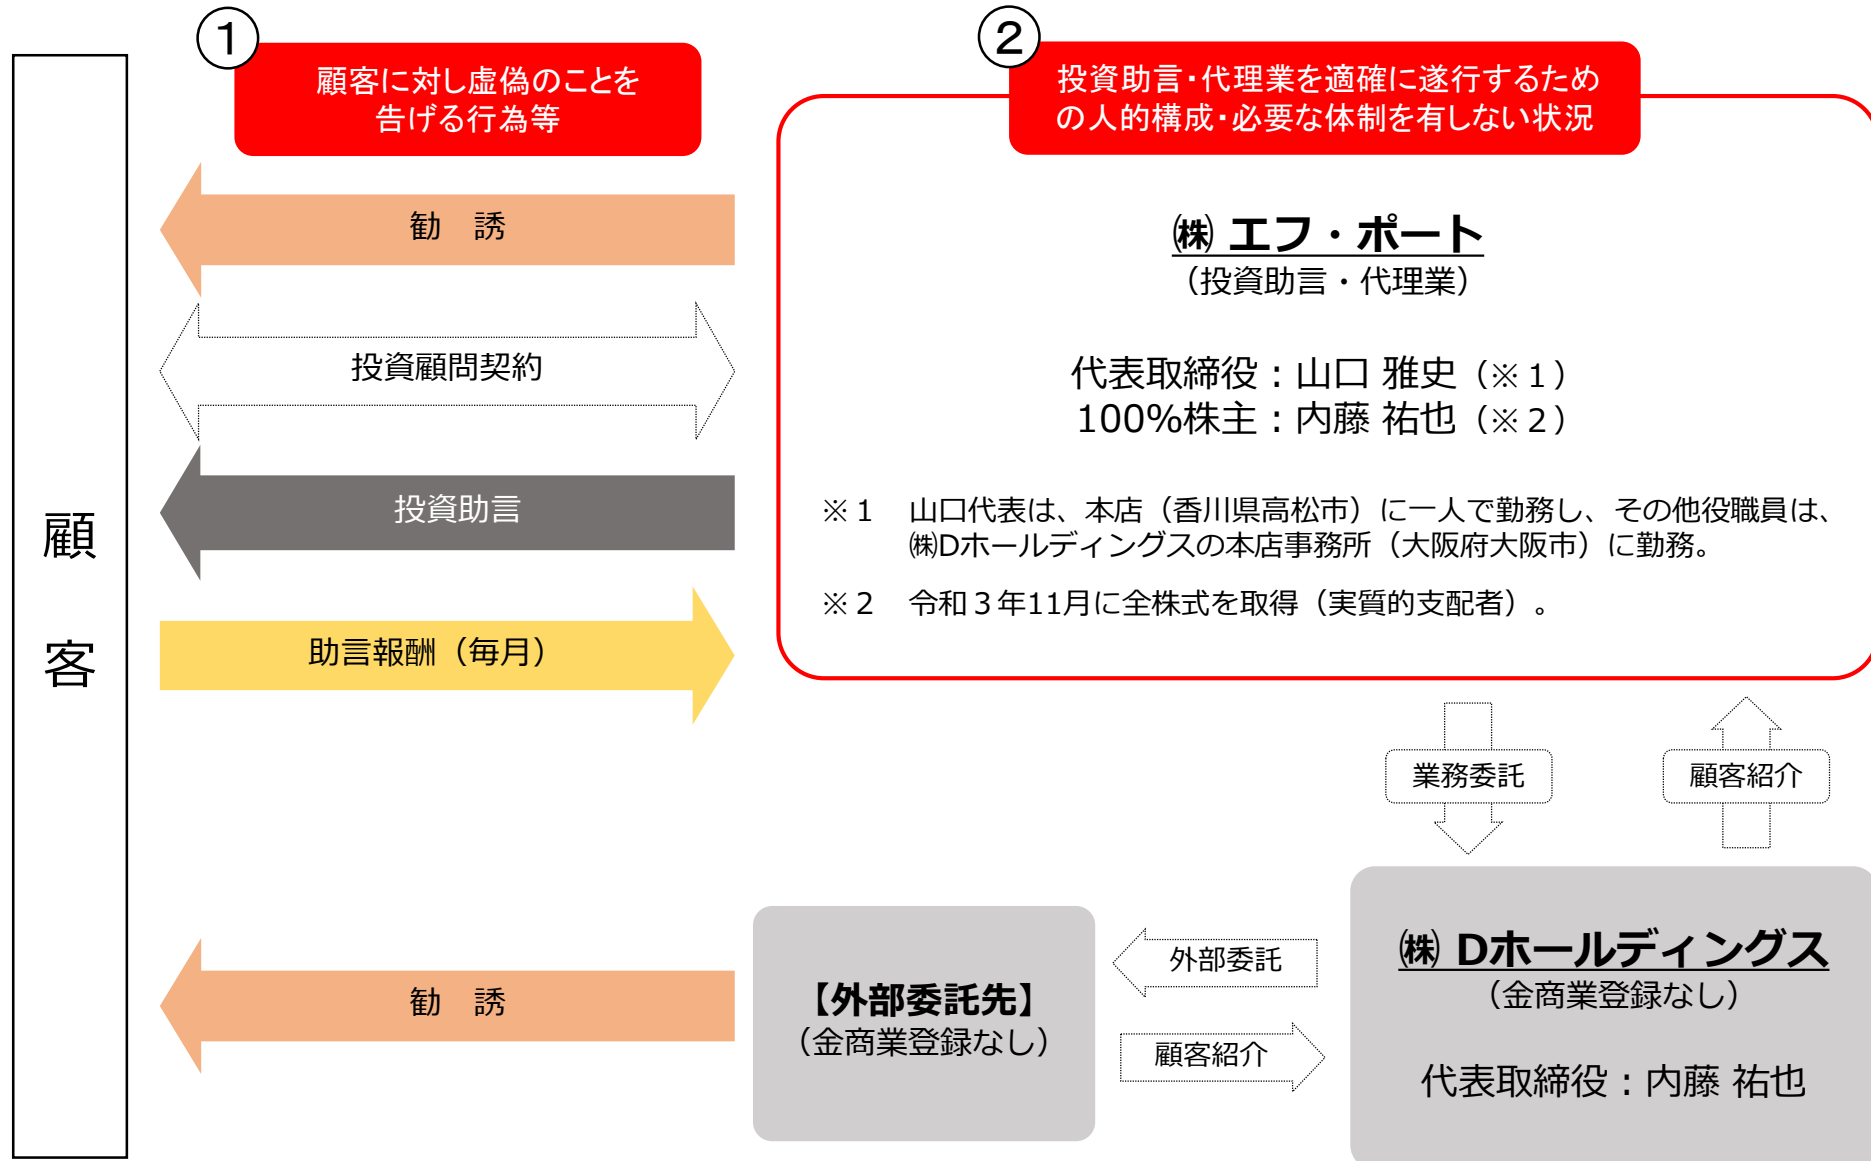 ①
顧客に対し虚偽のことを
告げる行為等
②
投資助言・代理業を適確に遂行するため
の人的構成・必要な体制を有しない状況
顧客
勧　誘
投資顧問契約
投資助言
助言報酬（毎月）
㈱ エフ・ポート
（投資助言・代理業）
代表取締役：山口 雅史（※１）
100%株主：内藤 祐也（※２）
※１　山口代表は、本店（香川県高松市）に一人で勤務し、その他役職員は、
㈱Dホールディングスの本店事務所（大阪府大阪市）に勤務。
※２　令和３年11月に全株式を取得（実質的支配者）。
業務委託
顧客紹介
勧　誘
【外部委託先】
（金商業登録なし）
外部委託
顧客紹介
㈱ Dホールディングス
（金商業登録なし）
代表取締役：内藤 祐也